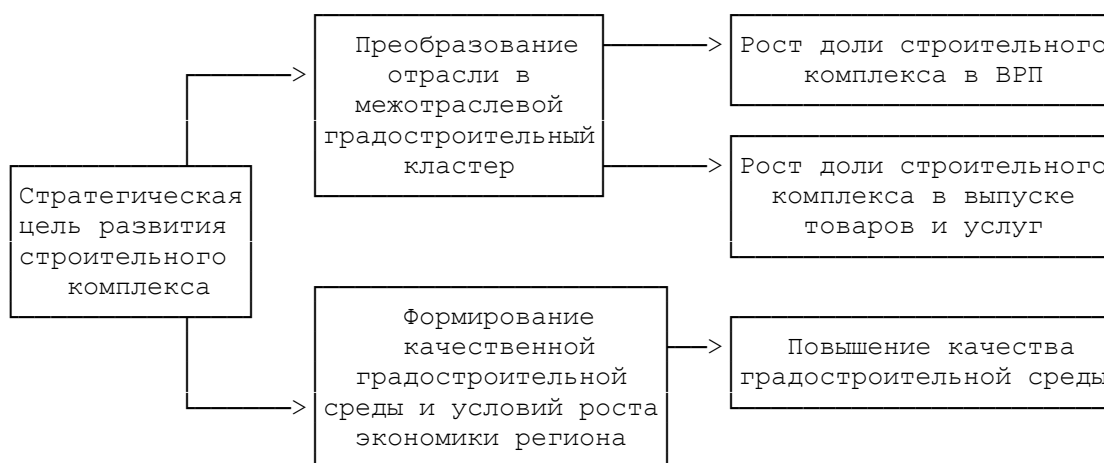 Стратегическая
цель развития
строительного
комплекса
Преобразование
отрасли в
межотраслевой
градостроительный
кластер
Рост доли строительного
комплекса в ВРП
Рост доли строительного
комплекса в выпуске
товаров и услуг
Формирование
качественной
градостроительной
среды и условий роста
экономики региона
Повышение качества
градостроительной среды